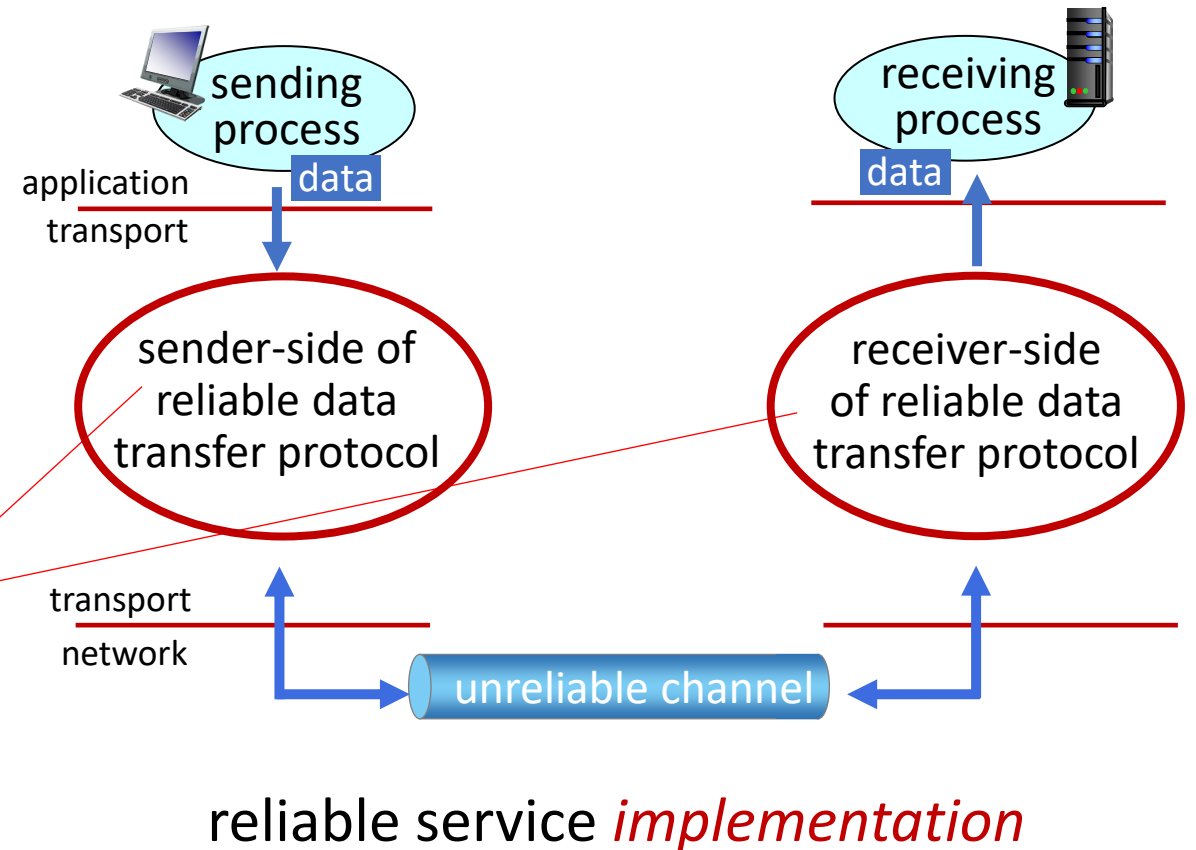 sending
process
data
application
transport
receiving
process
data
sender-side of
reliable data
transfer protocol
receiver-side
of reliable data
transfer protocol
transport
network
unreliable channel
reliable service implementation